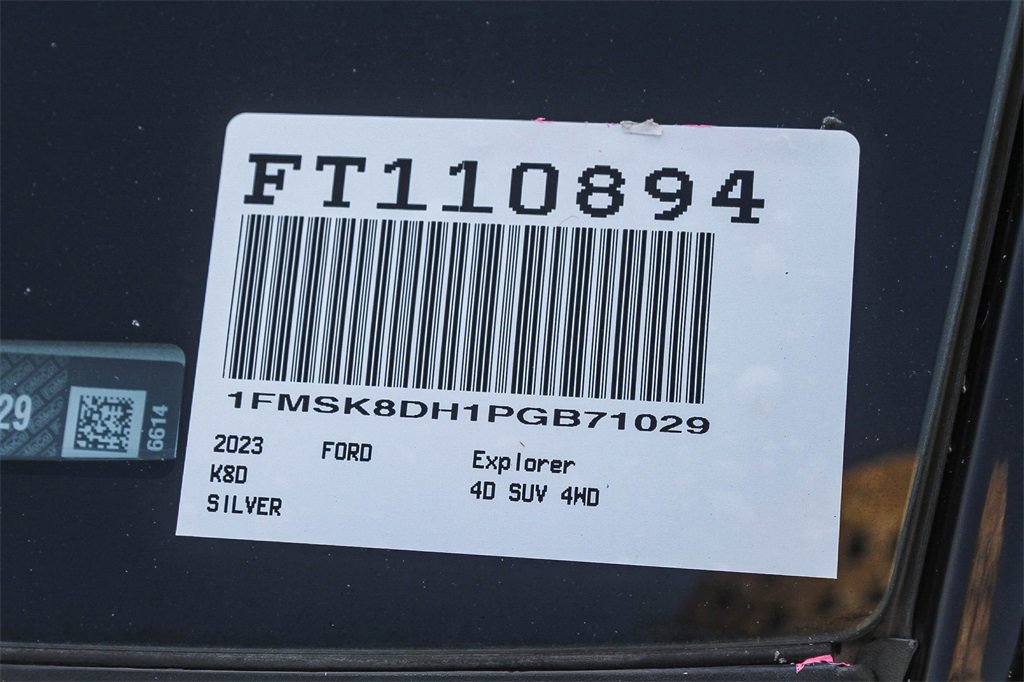 FT110894
1FMSK8DH1PGB71029
2023 FORD Explorer
K8D 4D SUV 4WD
SILVER
29
6614